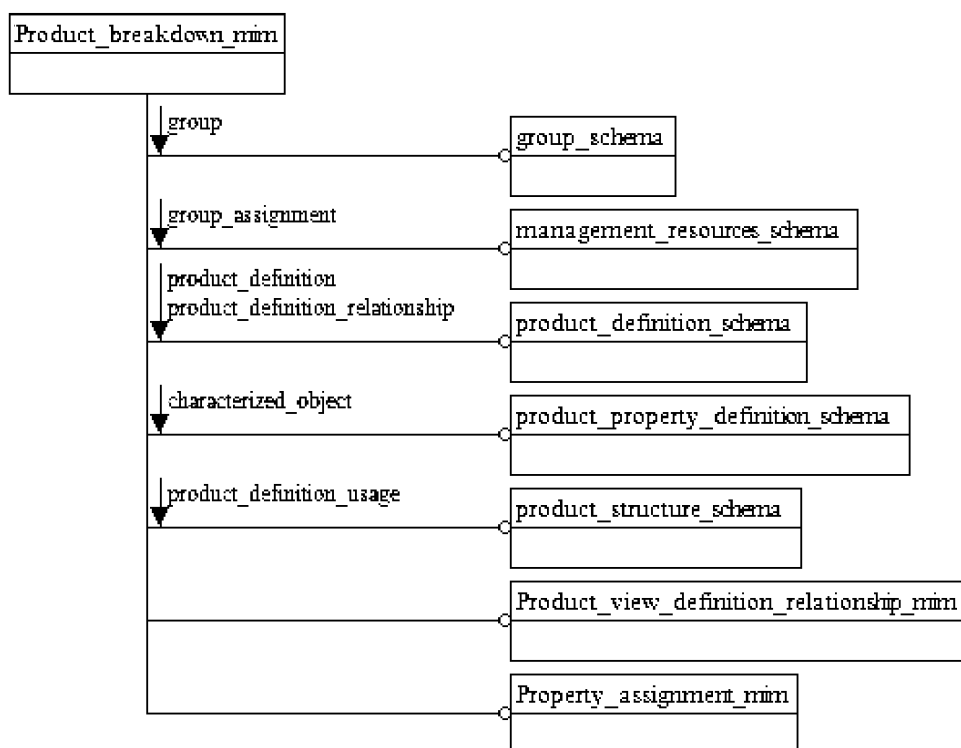 Product_breakdown_mim
group
group_schema
group_assignment
management_resources_schema
product_definition
product_definition_relationship
product_definition_schema
characterized_object
product_property_definition_schema
product_definition_usage
product_structure_schema
Product_view_definition_relationship_mim
Property_assignment_mim